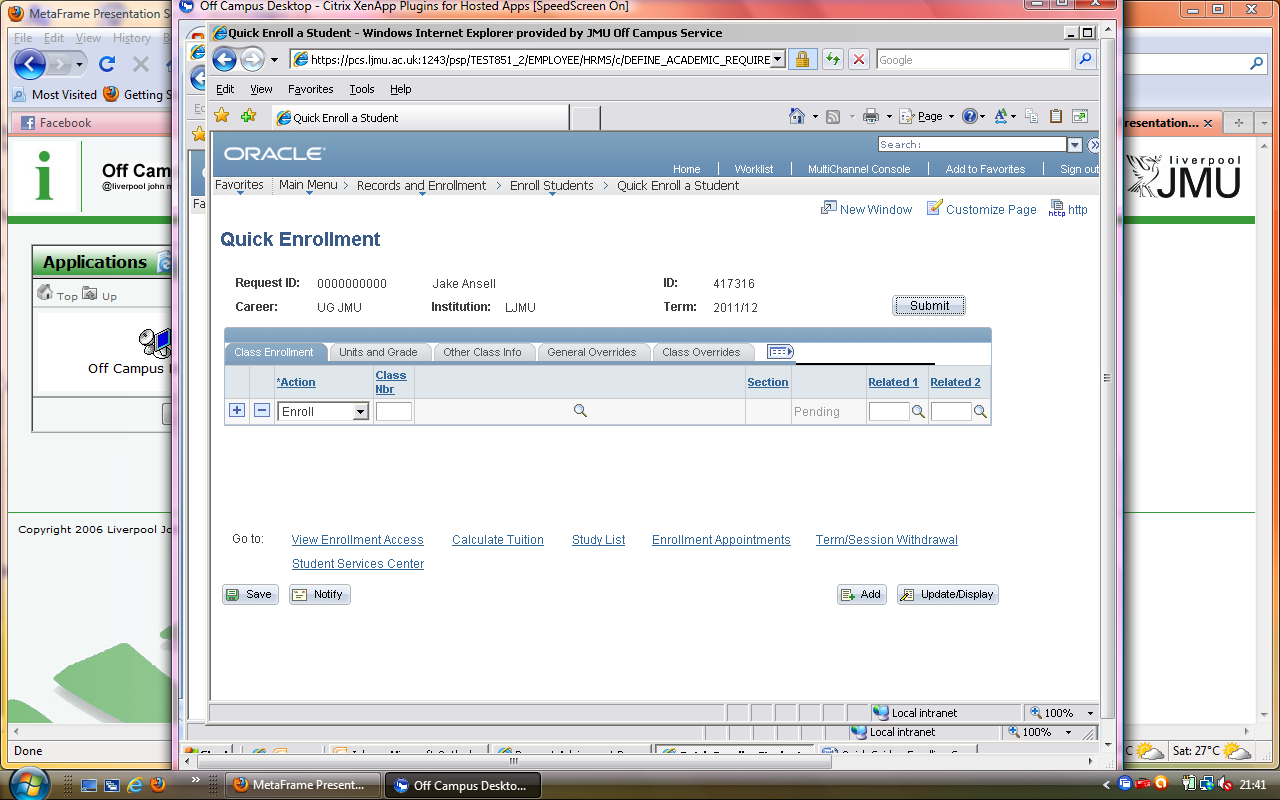 MetaFrame Presentation S
Off Campus Desktop - Citrix XenApp Plugins for Hosted Apps [SpeedScreen On]
File Edit View History
Quick Enroll a Student - Windows Internet Explorer provided by JMU Off Campus Service
https://pcs.ljmu.ac.uk:1243/psp/TEST851_2/EMPLOYEE/HRMS/c/DEFINE_ACADEMIC_REQUIRE
Google
Most Visited Getting S
Edit View Favorites Tools Help
Facebook
Quick Enroll a Student
Page
resentation...
ORACLE
Search:
Home Worklist MultiChannel Console Add to Favorites Sign out
Off Cam
@liverpool john m
liverpool
JMU
Favorites Main Menu > Records and Enrollment > Enroll Students > Quick Enroll a Student
Fa
New Window Customize Page http
Quick Enrollment
Applications
Top Up
Off Campus
Request ID: 0000000000 Jake Ansell ID: 417316
Career: UG JMU Institution: LJMU Term: 2011/12
Submit
Class Enrollment Units and Grade Other Class Info General Overrides Class Overrides
*Action Class Nbr Section Related 1 Related 2
Enroll Pending
Copyright 2006 Liverpool Jo
Go to: View Enrollment Access Calculate Tuition Study List Enrollment Appointments Term/Session Withdrawal
Student Services Center
Save Notify Add Update/Display
Local intranet 100%
Local intranet 100%
Done
C Sat: 27°C
MetaFrame Present... Off Campus Deskto... 21:41